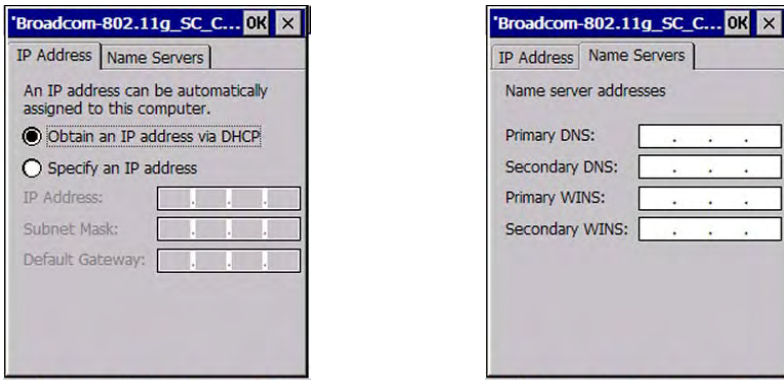 'Broadcom-802.11g_SC_C... OK ×
IP Address Name Servers
An IP address can be automatically
assigned to this computer.
Obtain an IP address via DHCP
Specify an IP address
IP Address: . . .
Subnet Mask: . . .
Default Gateway: . . .
'Broadcom-802.11g_SC_C... OK ×
IP Address Name Servers
Name server addresses
Primary DNS: . . .
Secondary DNS: . . .
Primary WINS: . . .
Secondary WINS: . . .